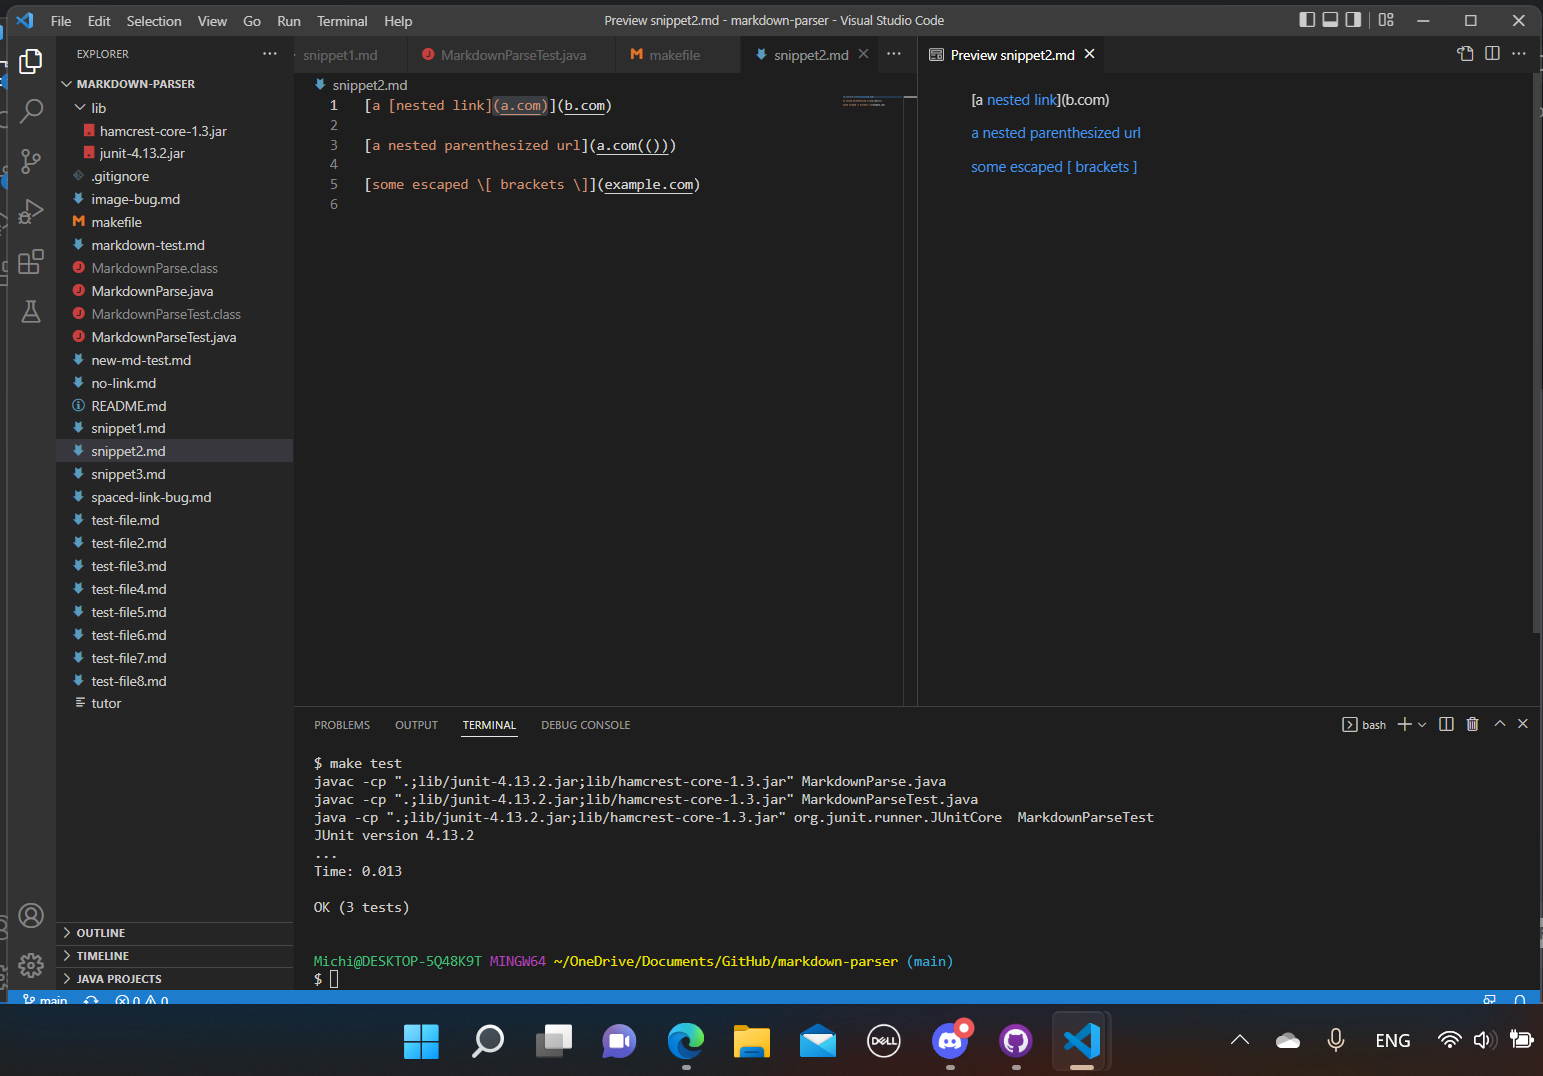 File Edit Selection View Go Run Terminal Help
Preview snippet2.md - markdown-parser - Visual Studio Code
EXPLORER
MARKDOWN-PARSER
lib
hamcrest-core-1.3.jar
junit-4.13.2.jar
.gitignore
image-bug.md
makefile
markdown-test.md
MarkdownParse.class
MarkdownParse.java
MarkdownParseTest.class
MarkdownParseTest.java
new-md-test.md
no-link.md
README.md
snippet1.md
snippet2.md
snippet3.md
spaced-link-bug.md
test-file.md
test-file2.md
test-file3.md
test-file4.md
test-file5.md
test-file6.md
test-file7.md
test-file8.md
tutor
OUTLINE
TIMELINE
JAVA PROJECTS
snippet1.md MarkdownParseTest.java makefile snippet2.md
snippet2.md
1 [a [nested link](a.com)](b.com)
2
3 [a nested parenthesized url](a.com(()))
4
5 [some escaped \[ brackets \]](example.com)
6
Preview snippet2.md
[a nested link](b.com)
a nested parenthesized url
some escaped [ brackets ]
PROBLEMS OUTPUT TERMINAL DEBUG CONSOLE
bash
$ make test
javac -cp ".;lib/junit-4.13.2.jar;lib/hamcrest-core-1.3.jar" MarkdownParse.java
javac -cp ".;lib/junit-4.13.2.jar;lib/hamcrest-core-1.3.jar" MarkdownParseTest.java
java -cp ".;lib/junit-4.13.2.jar;lib/hamcrest-core-1.3.jar" org.junit.runner.JUnitCore  MarkdownParseTest
JUnit version 4.13.2
...
Time: 0.013
OK (3 tests)
Michi@DESKTOP-5Q48K9T MINGW64 ~/OneDrive/Documents/GitHub/markdown-parser (main)
$
main 0 0
DELL
ENG